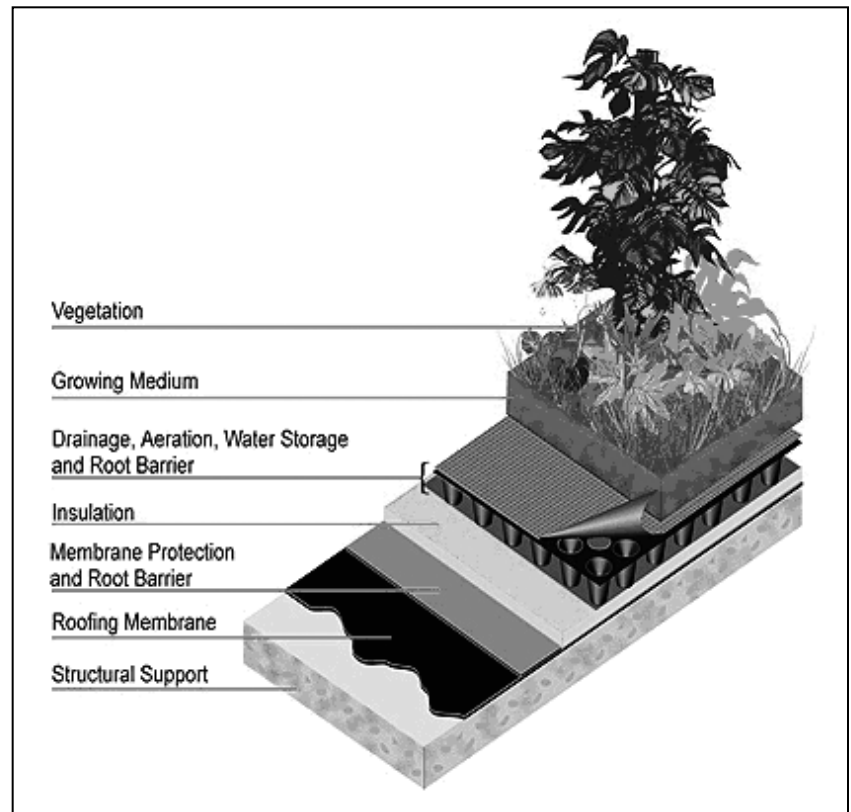 Vegetation
Growing Medium
Drainage, Aeration, Water Storage
and Root Barrier
Insulation
Membrane Protection
and Root Barrier
Roofing Membrane
Structural Support